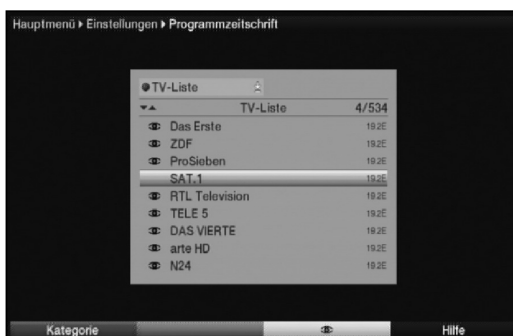 Hauptmenü ▸ Einstellungen ▸ Programmzeitschrift
TV-Liste
TV-Liste 4/534
Das Erste 19.2E
ZDF 19.2E
ProSieben 19.2E
SAT.1 19.2E
RTL Television 19.2E
TELE 5 19.2E
DAS VIERTE 19.2E
arte HD 19.2E
N24 19.2E
Kategorie Hilfe